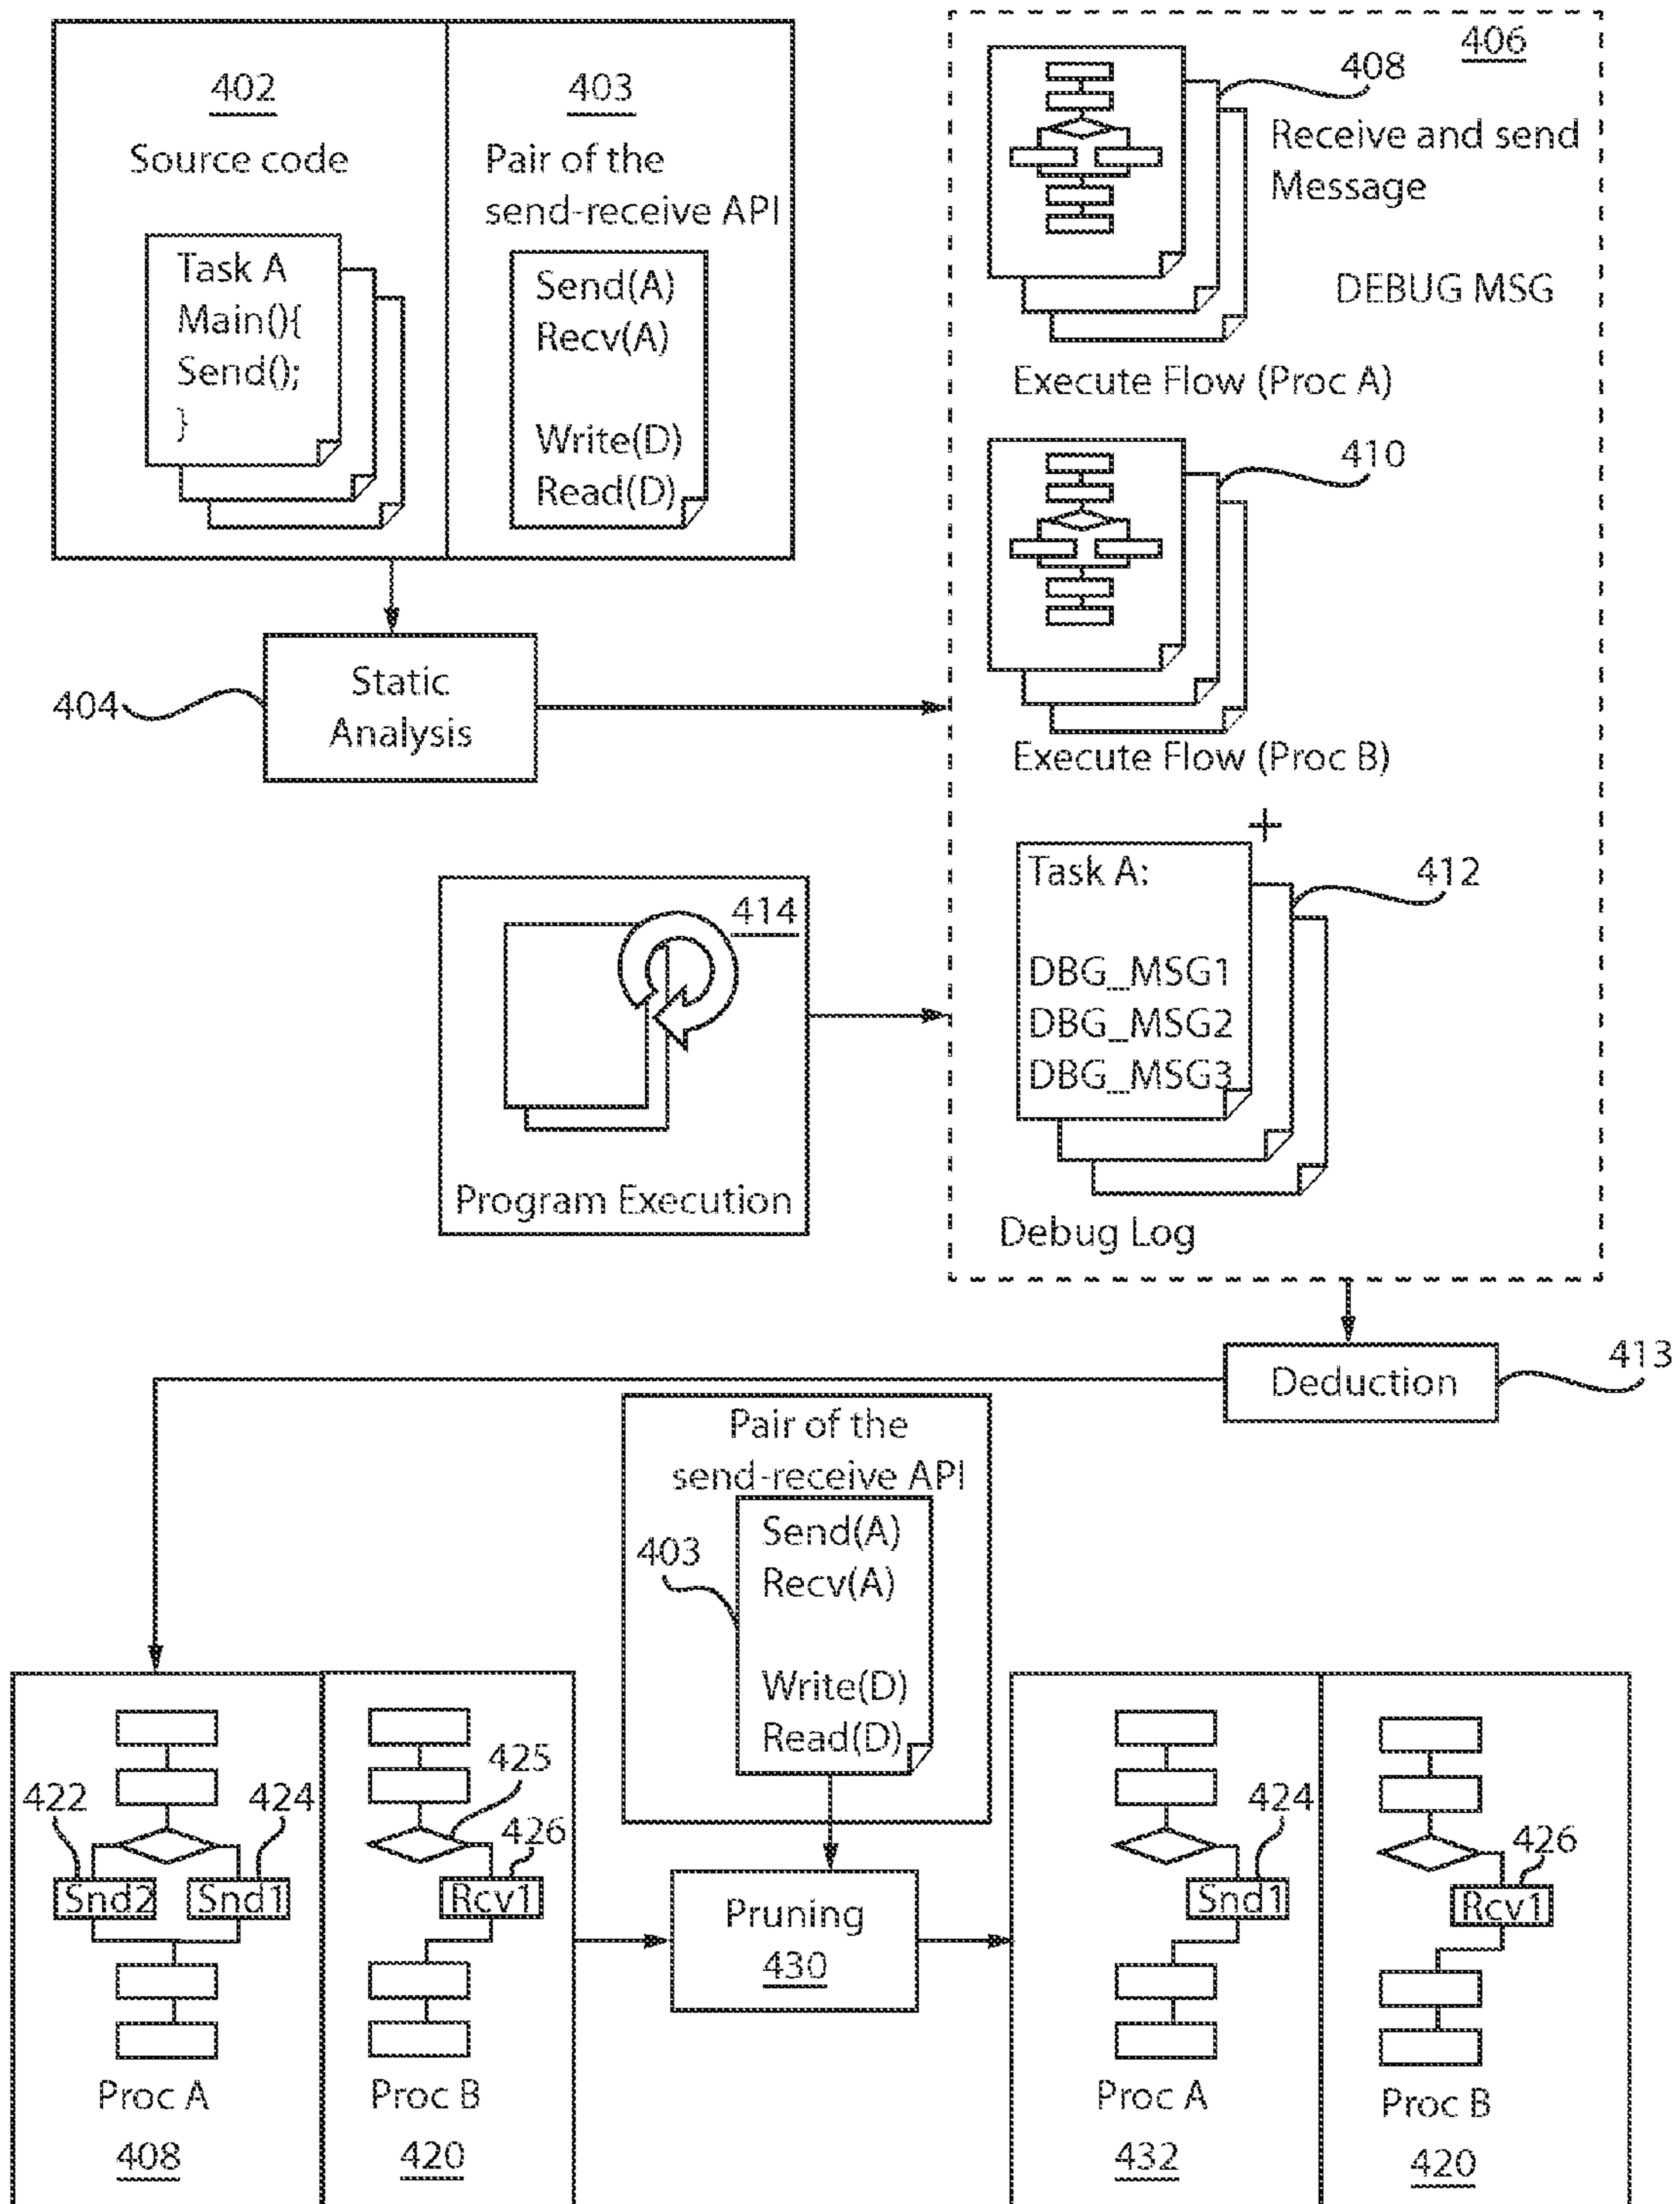 402
Source code
Task A
Main(){
Send();
}
403
Pair of the
send-receive API
Send(A)
Recv(A)
Write(D)
Read(D)
406
408
Receive and send
Message
DEBUG MSG
Execute Flow (Proc A)
410
Execute Flow (Proc B)
404
Static
Analysis
+
412
Task A:
DBG_MSG1
DBG_MSG2
DBG_MSG3
Debug Log
414
Program Execution
Deduction
413
Pair of the
send-receive API
403
Send(A)
Recv(A)
Write(D)
Read(D)
422
424
Snd2
Snd1
Proc A
408
425
426
Rcv1
Proc B
420
Pruning
430
424
Snd1
Proc A
432
426
Rcv1
Proc B
420